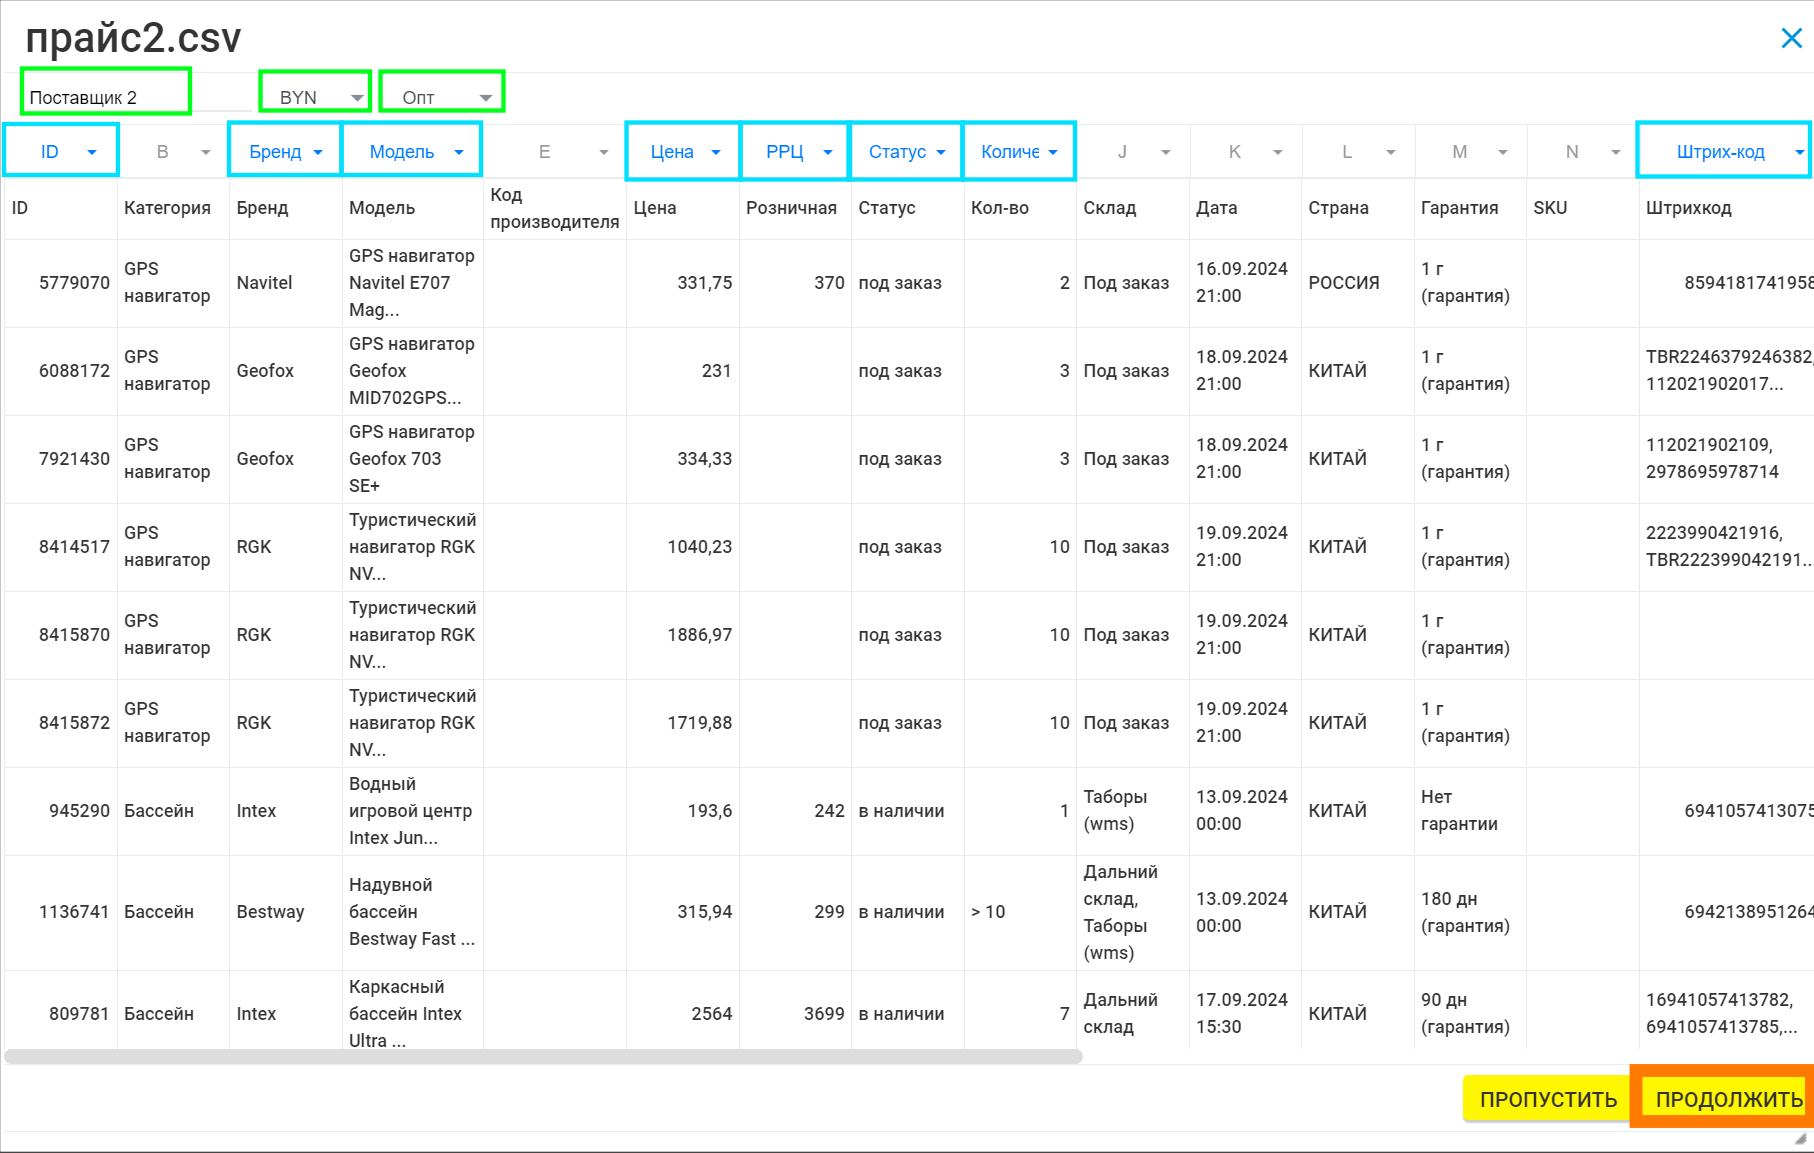 прайс2.csv
Поставщик 2 BYN Опт
ID B Бренд Модель E Цена РРЦ Статус Количе J K L M N Штрих-код
ID Категория Бренд Модель Код производителя Цена Розничная Статус Кол-во Склад Дата Страна Гарантия SKU Штрихкод
5779070 GPS навигатор Navitel GPS навигатор Navitel E707 Mag... 331,75 370 под заказ 2 Под заказ 16.09.2024 21:00 РОССИЯ 1 г (гарантия) 8594181741958
6088172 GPS навигатор Geofox GPS навигатор Geofox MID702GPS... 231 под заказ 3 Под заказ 18.09.2024 21:00 КИТАЙ 1 г (гарантия) TBR2246379246382, 112021902017...
7921430 GPS навигатор Geofox GPS навигатор Geofox 703 SE+ 334,33 под заказ 3 Под заказ 18.09.2024 21:00 КИТАЙ 1 г (гарантия) 112021902109, 2978695978714
8414517 GPS навигатор RGK Туристический навигатор RGK NV... 1040,23 под заказ 10 Под заказ 19.09.2024 21:00 КИТАЙ 1 г (гарантия) 2223990421916, TBR222399042191...
8415870 GPS навигатор RGK Туристический навигатор RGK NV... 1886,97 под заказ 10 Под заказ 19.09.2024 21:00 КИТАЙ 1 г (гарантия)
8415872 GPS навигатор RGK Туристический навигатор RGK NV... 1719,88 под заказ 10 Под заказ 19.09.2024 21:00 КИТАЙ 1 г (гарантия)
945290 Бассейн Intex Водный игровой центр Intex Jun... 193,6 242 в наличии 1 Таборы (wms) 13.09.2024 00:00 КИТАЙ Нет гарантии 6941057413075
1136741 Бассейн Bestway Надувной бассейн Bestway Fast ... 315,94 299 в наличии > 10 Дальний склад, Таборы (wms) 13.09.2024 00:00 КИТАЙ 180 дн (гарантия) 6942138951264
809781 Бассейн Intex Каркасный бассейн Intex Ultra ... 2564 3699 в наличии 7 Дальний склад 17.09.2024 15:30 КИТАЙ 90 дн (гарантия) 16941057413782, 6941057413785,...
ПРОПУСТИТЬ ПРОДОЛЖИТЬ